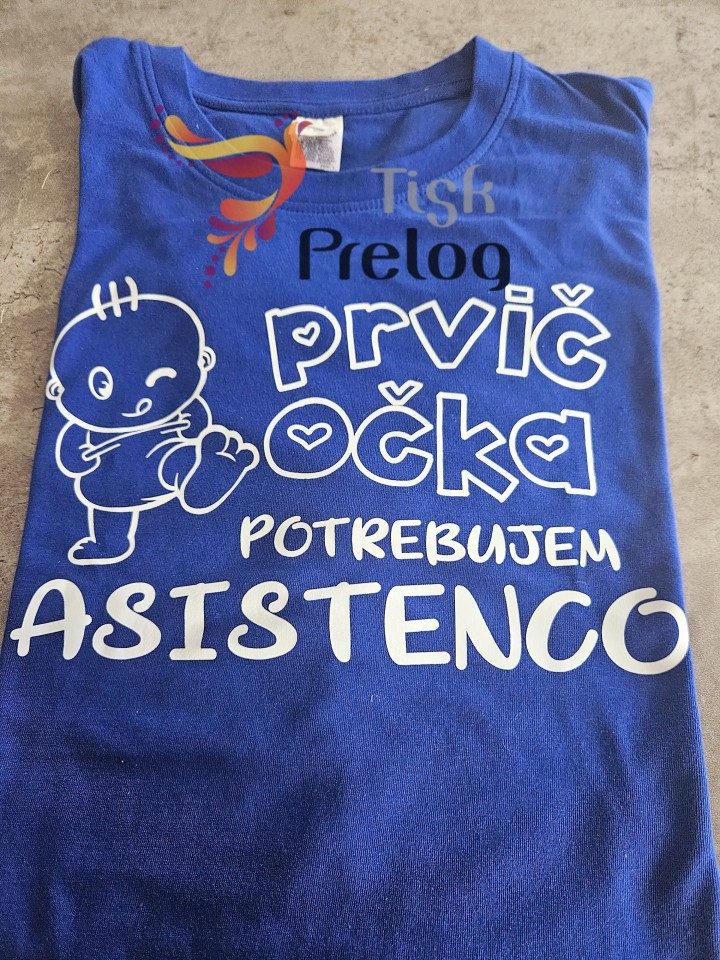 Tisk
Prelog
prvič
očka
POTREBUJEM
ASISTENCO